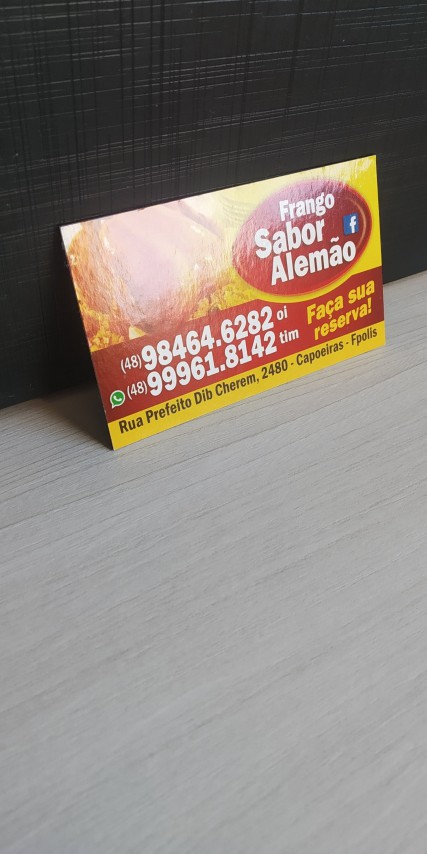 Frango
Sabor
Alemão
f
(48)98464.6282 oi
(48)99961.8142 tim
Faça sua
reserva!
Rua Prefeito Dib Cherem, 2480 - Capoeiras - Fpolis